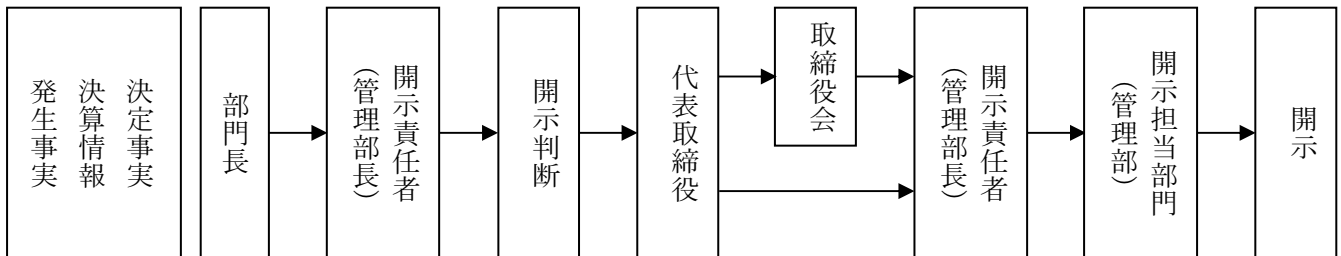 決定事実
決算情報
発生事実
部門長
開示責任者
（管理部長）
開示判断
代表取締役
取締役会
開示責任者
（管理部長）
開示担当部門
（管理部）
開示